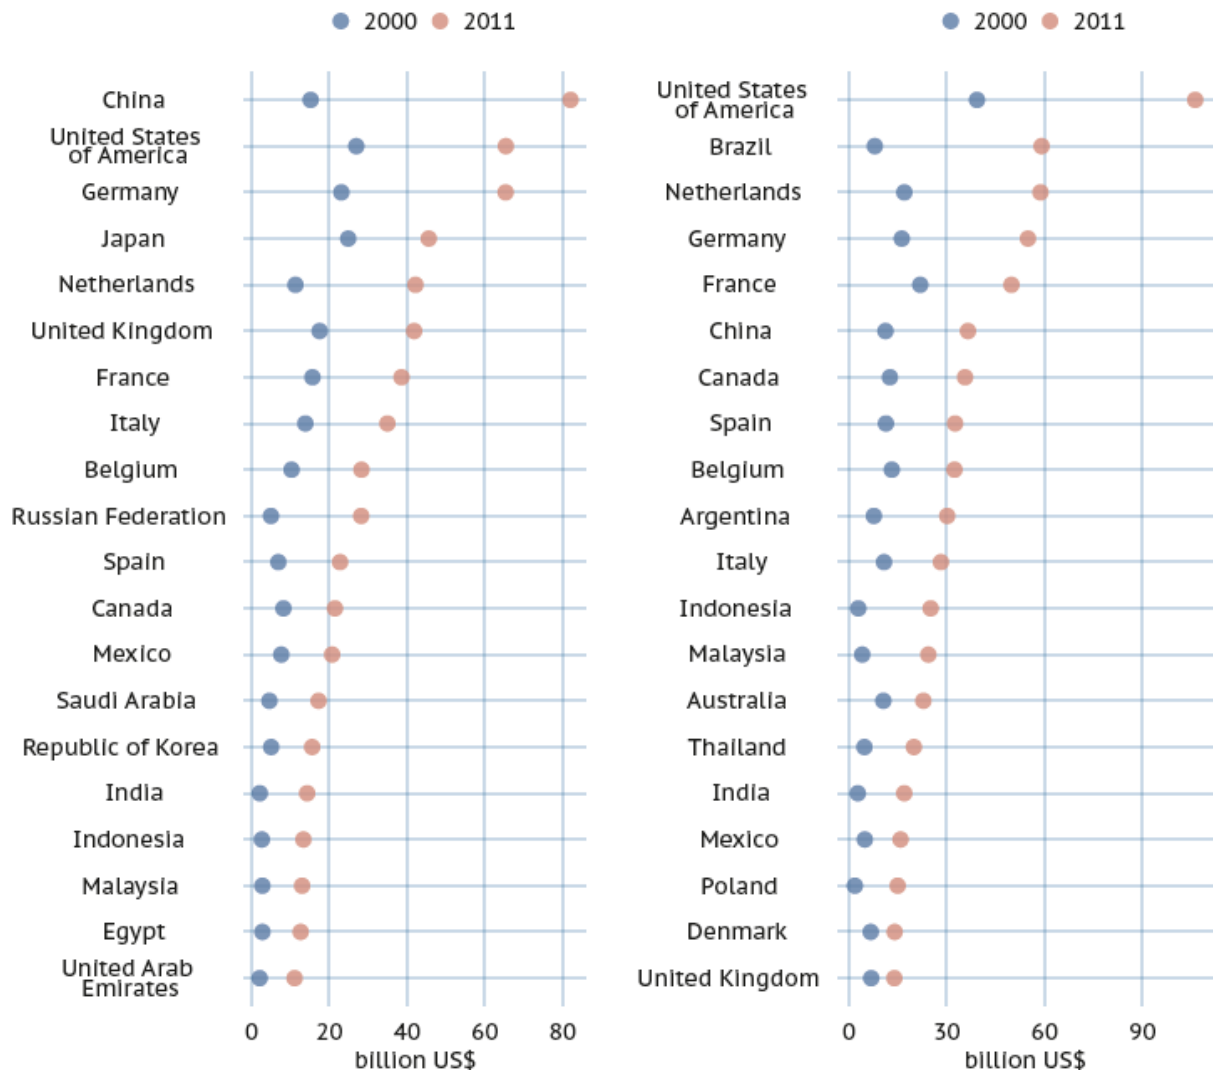 2000 2011
China
United States
of America
Germany
Japan
Netherlands
United Kingdom
France
Italy
Belgium
Russian Federation
Spain
Canada
Mexico
Saudi Arabia
Republic of Korea
India
Indonesia
Malaysia
Egypt
United Arab
Emirates
0 20 40 60 80
billion US$
2000 2011
United States
of America
Brazil
Netherlands
Germany
France
China
Canada
Spain
Belgium
Argentina
Italy
Indonesia
Malaysia
Australia
Thailand
India
Mexico
Poland
Denmark
United Kingdom
0 30 60 90
billion US$